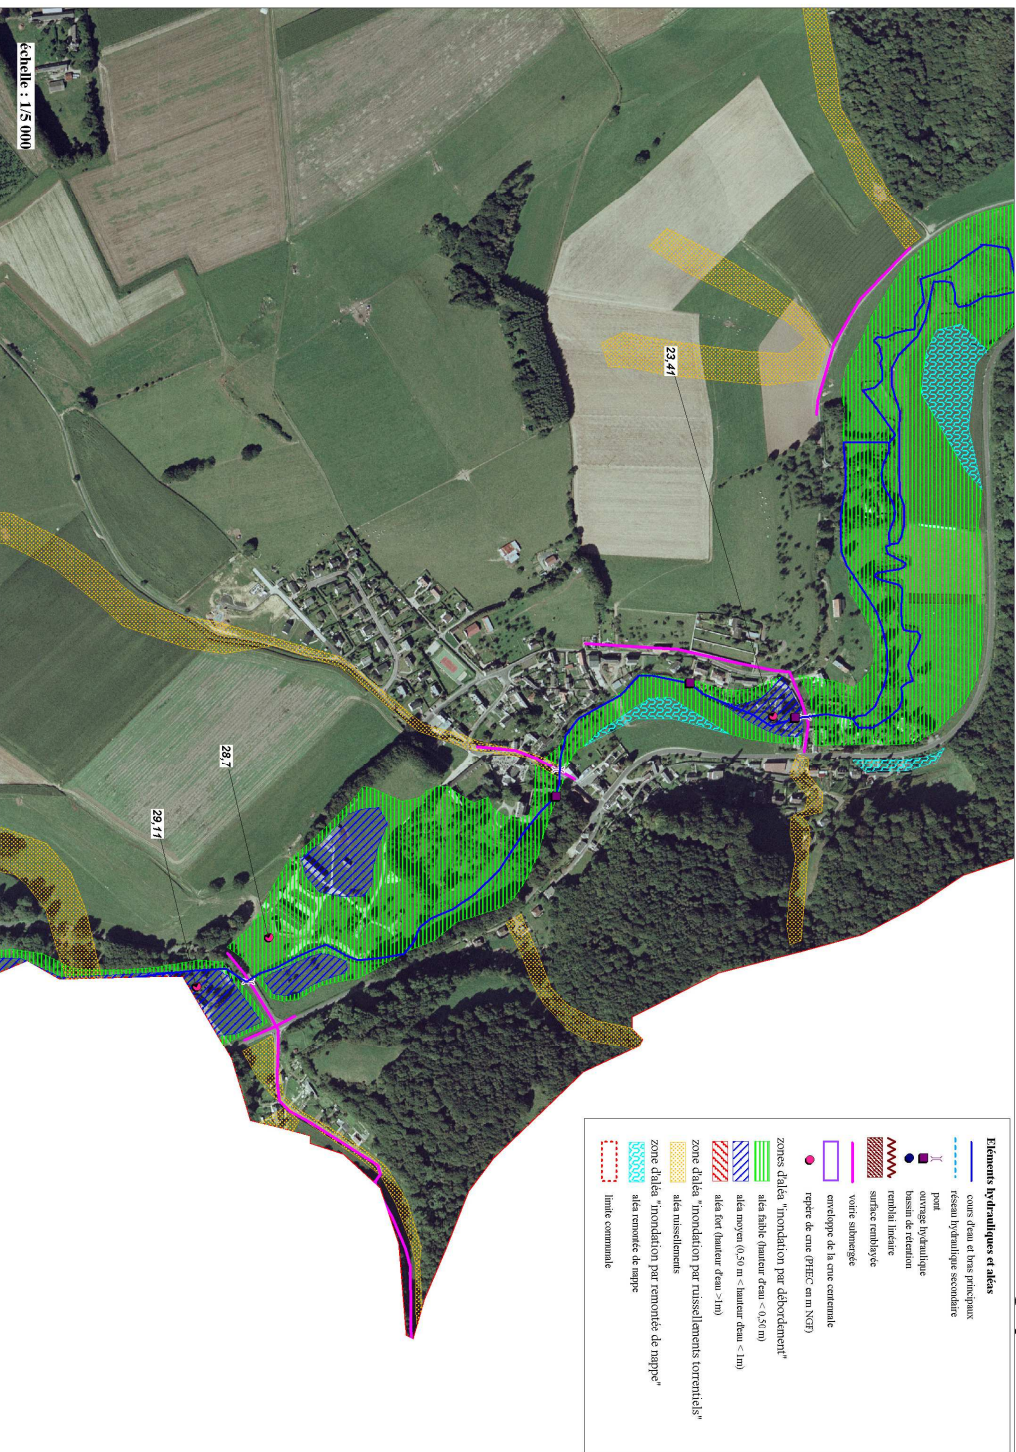 Eléments hydrauliques et aléas
cours d'eau et bras principaux
réseau hydraulique secondaire
pont
ouvrage hydraulique
bassin de rétention
remblai linéaire
surface remblayée
voirie submergée
enveloppe de la crue centennale
repère de crue (PHEC en m NGF)
zones d'aléa "inondation par débordement"
aléa faible (hauteur d'eau < 0,50 m)
aléa moyen (0,50 m < hauteur d'eau < 1m)
aléa fort (hauteur d'eau >1m)
zone d'aléa "inondation par ruissellements torrentiels"
aléa ruissellements
zone d'aléa "inondation par remontée de nappe"
aléa remontée de nappe
limite communale
23,41
28,7
29,11
échelle : 1/5 000